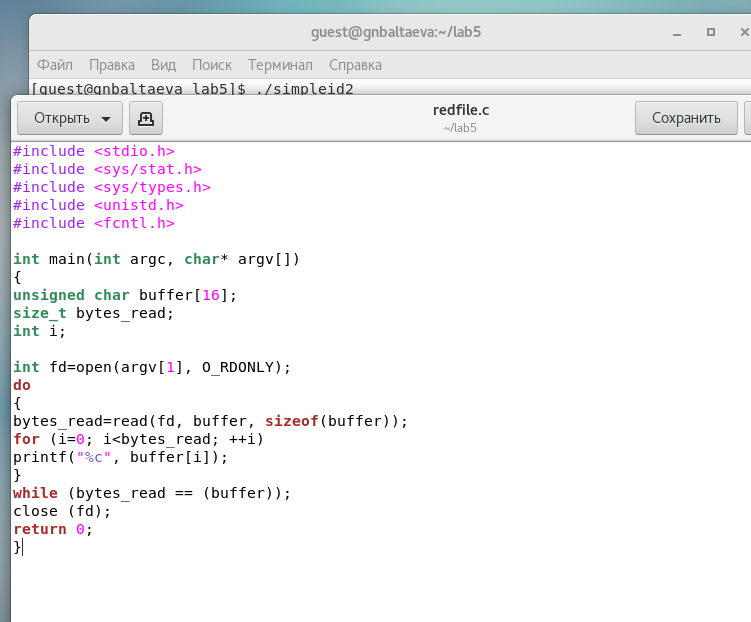 guest@gnbaltaeva:~/lab5
Файл Правка Вид Поиск Терминал Справка
[guest@gnbaltaeva lab5]$ ./simpleid2
Открыть
redfile.c
~/lab5
Сохранить
#include <stdio.h>
#include <sys/stat.h>
#include <sys/types.h>
#include <unistd.h>
#include <fcntl.h>
int main(int argc, char* argv[])
{
unsigned char buffer[16];
size_t bytes_read;
int i;
int fd=open(argv[1], O_RDONLY);
do
{
bytes_read=read(fd, buffer, sizeof(buffer));
for (i=0; i<bytes_read; ++i)
printf("%c", buffer[i]);
}
while (bytes_read == (buffer));
close (fd);
return 0;
}